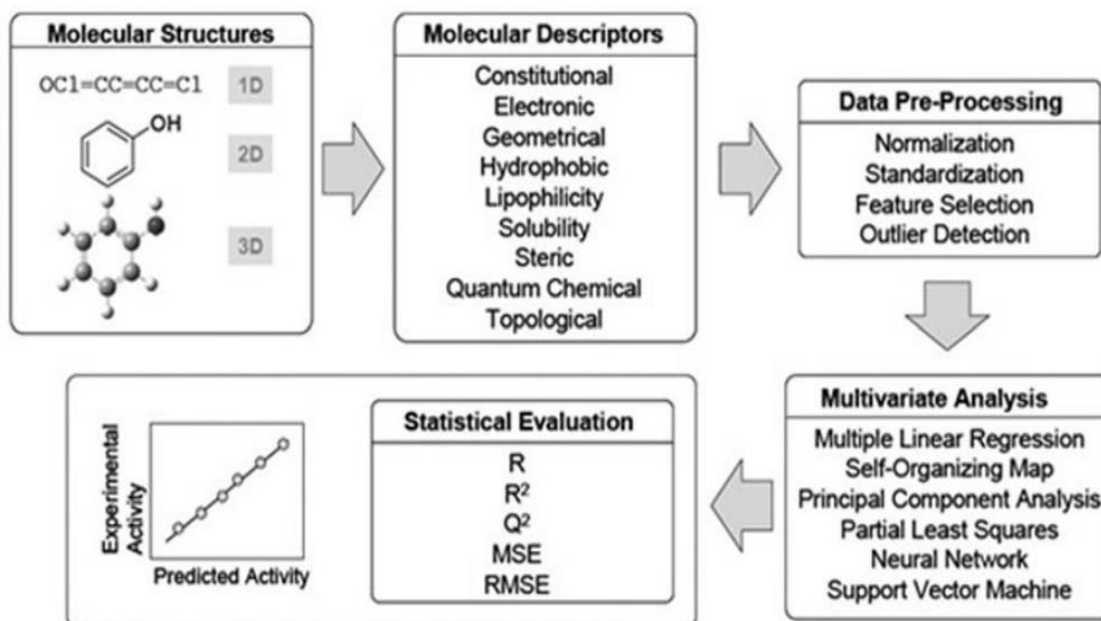 Molecular Structures
OCl=CC=CC=Cl
1D
OH
2D
3D
Molecular Descriptors
Constitutional
Electronic
Geometrical
Hydrophobic
Lipophilicity
Solubility
Steric
Quantum Chemical
Topological
Data Pre-Processing
Normalization
Standardization
Feature Selection
Outlier Detection
Multivariate Analysis
Multiple Linear Regression
Self-Organizing Map
Principal Component Analysis
Partial Least Squares
Neural Network
Support Vector Machine
Statistical Evaluation
R
R²
Q²
MSE
RMSE
Experimental
Activity
Predicted Activity